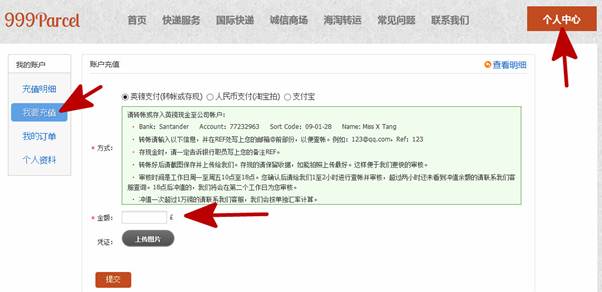 999Parcel
首页 快递服务 国际快递 诚信商场 海淘转运 常见问题 联系我们
个人中心
我的账户
充值明细
我要充值
我的订单
个人资料
账户充值
查看明细
英镑支付(转帐或存现) 人民币支付(淘宝拍) 支付宝
* 方式:
请转帐或存入英镑现金至公司帐户:
· Bank: Santander Account: 77232963 Sort Code: 09-01-28 Name: Miss X Tang
· 转帐请输入以下信息,并在REF处写上您的邮箱@前部份,以便查帐。例如:123@qq.com,Ref: 123
· 存现金时,请一定告诉银行职员写上您的备注REF。
· 转帐好后请截图保存并上传给我们。存现的请保留收据,如能拍照上传最好。这样便于我们更快的审核。
· 审核时间是工作日周一至周五10点至18点。您确认后请给我们1至2小时进行查帐并审核,超过两小时还未看到冲值余额的请联系我们客
服查询。18点后冲值的,我们将会在第二个工作日为您审核。
· 冲值一次超过1万镑的请联系我们客服,我们会按单独汇率计算。
* 金额: £
凭证: 上传图片
提交